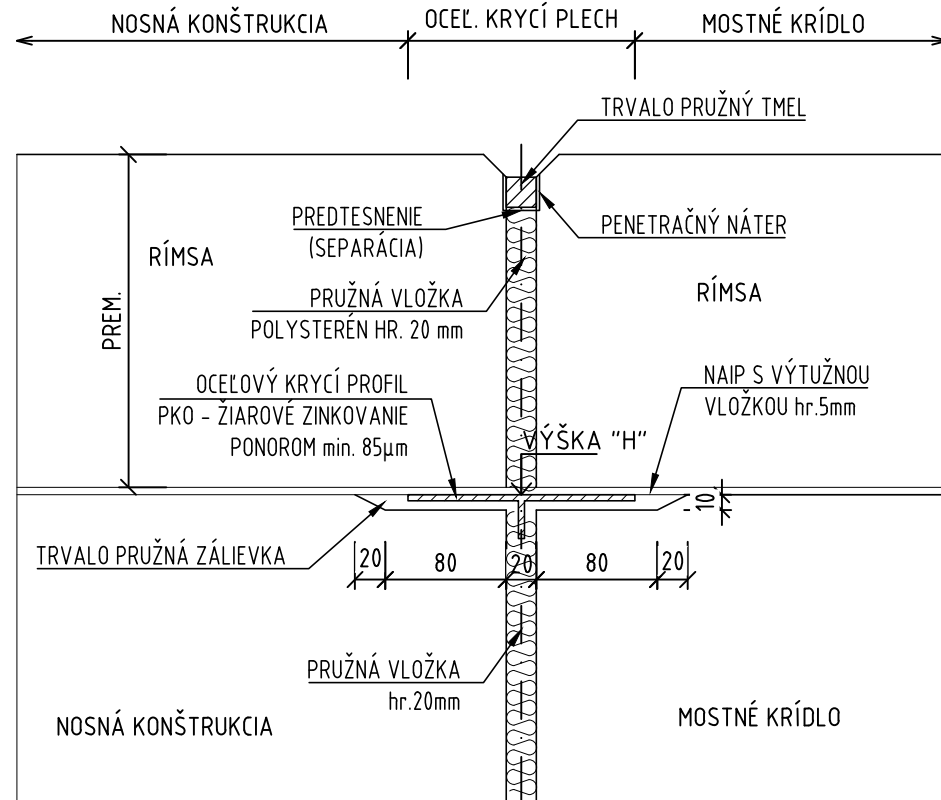 NOSNÁ KONŠTRUKCIA
OCEĽ. KRYCÍ PLECH
MOSTNÉ KRÍDLO
TRVALO PRUŽNÝ TMEL
PREDTESNENIE
(SEPARÁCIA)
PENETRAČNÝ NÁTER
RÍMSA
RÍMSA
PREM.
PRUŽNÁ VLOŽKA
POLYSTERÉN HR. 20 mm
OCEĽOVÝ KRYCÍ PROFIL
PKO - ŽIAROVÉ ZINKOVANIE
PONOROM min. 85µm
NAIP S VÝTUŽNOU
VLOŽKOU hr.5mm
VÝŠKA "H"
10
TRVALO PRUŽNÁ ZÁLIEVKA
20 80 20 80 20
PRUŽNÁ VLOŽKA
hr.20mm
NOSNÁ KONŠTRUKCIA
MOSTNÉ KRÍDLO